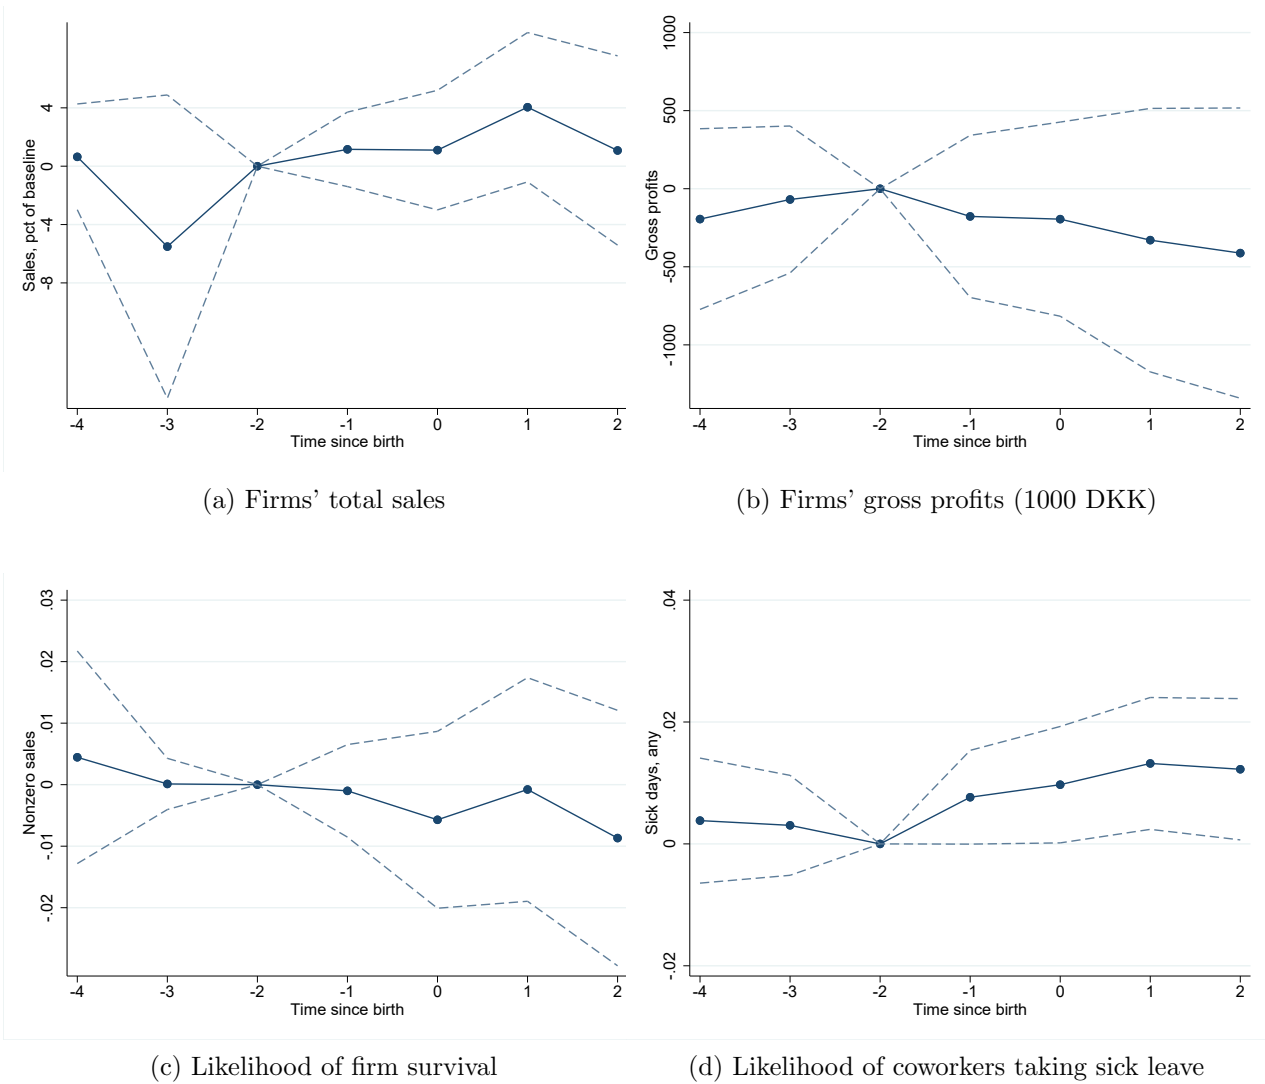 4
0
-4
-8
Sales, pct of baseline
-4 -3 -2 -1 0 1 2
Time since birth
(a) Firms' total sales
1000
500
0
-500
-1000
Gross profits
-4 -3 -2 -1 0 1 2
Time since birth
(b) Firms' gross profits (1000 DKK)
.03
.02
.01
0
-.01
-.02
Nonzero sales
-4 -3 -2 -1 0 1 2
Time since birth
(c) Likelihood of firm survival
.04
.02
0
-.02
Sick days, any
-4 -3 -2 -1 0 1 2
Time since birth
(d) Likelihood of coworkers taking sick leave